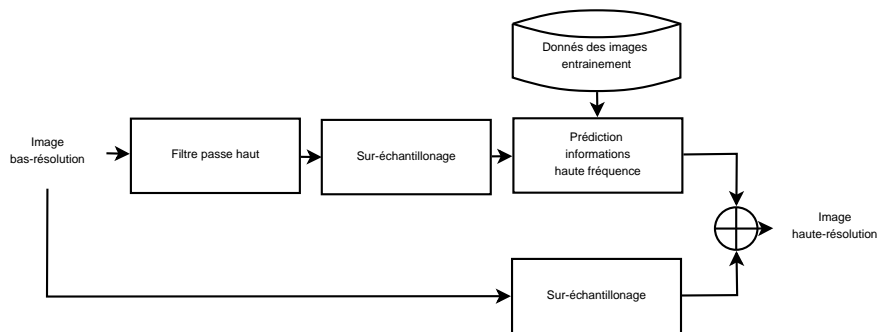 Donnés des images
entrainement
Image
bas-résolution
Filtre passe haut
Sur-échantillonage
Prédiction
informations
haute fréquence
Image
haute-résolution
Sur-échantillonage